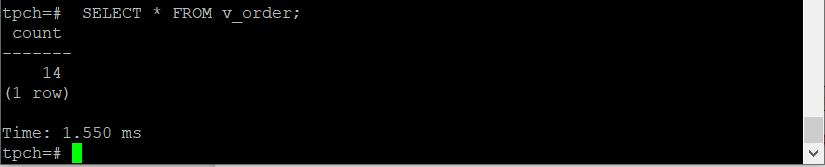 tpch=#  SELECT * FROM v_order;
 count
-------
    14
(1 row)

Time: 1.550 ms
tpch=#